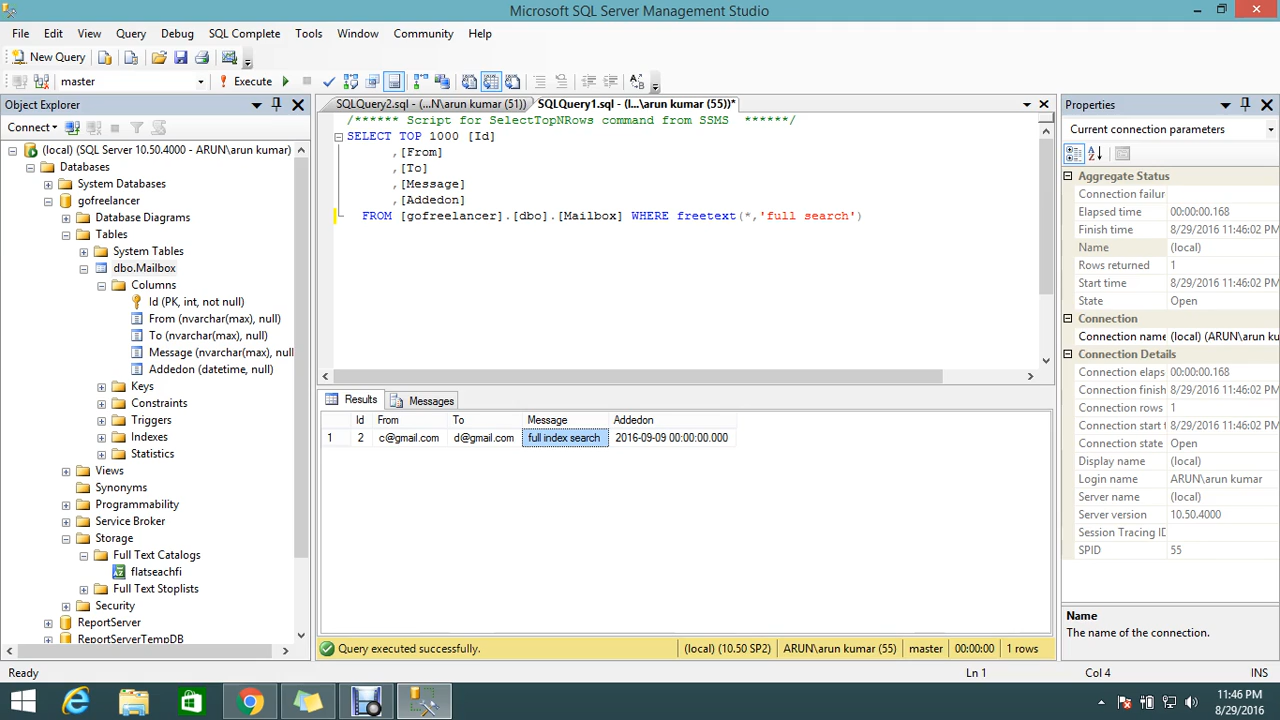 Microsoft SQL Server Management Studio
File Edit View Query Debug SQL Complete Tools Window Community Help
New Query
master Execute
Object Explorer
SQLQuery2.sql - (...N\arun kumar (51)) SQLQuery1.sql - (l...\arun kumar (55))*
Properties
Connect
(local) (SQL Server 10.50.4000 - ARUN\arun kumar)
Databases
System Databases
gofreelancer
Database Diagrams
Tables
System Tables
dbo.Mailbox
Columns
Id (PK, int, not null)
From (nvarchar(max), null)
To (nvarchar(max), null)
Message (nvarchar(max), null
Addedon (datetime, null)
Keys
Constraints
Triggers
Indexes
Statistics
Views
Synonyms
Programmability
Service Broker
Storage
Full Text Catalogs
flatseachfi
Full Text Stoplists
Security
ReportServer
ReportServerTempDB
/****** Script for SelectTopNRows command from SSMS ******/
SELECT TOP 1000 [Id]
,[From]
,[To]
,[Message]
,[Addedon]
FROM [gofreelancer].[dbo].[Mailbox] WHERE freetext(*,'full search')
Results Messages
Id From To Message Addedon
1 2 c@gmail.com d@gmail.com full index search 2016-09-09 00:00:00.000
Query executed successfully. (local) (10.50 SP2) ARUN\arun kumar (55) master 00:00:00 1 rows
Current connection parameters
Aggregate Status
Connection failur
Elapsed time 00:00:00.168
Finish time 8/29/2016 11:46:02 PM
Name (local)
Rows returned 1
Start time 8/29/2016 11:46:02 PM
State Open
Connection
Connection name (local) (ARUN\arun ku
Connection Details
Connection elaps 00:00:00.168
Connection finish 8/29/2016 11:46:02 PM
Connection rows 1
Connection start t 8/29/2016 11:46:02 PM
Connection state Open
Display name (local)
Login name ARUN\arun kumar
Server name (local)
Server version 10.50.4000
Session Tracing ID
SPID 55
Name
The name of the connection.
Ready Ln 1 Col 4 INS
11:46 PM
8/29/2016